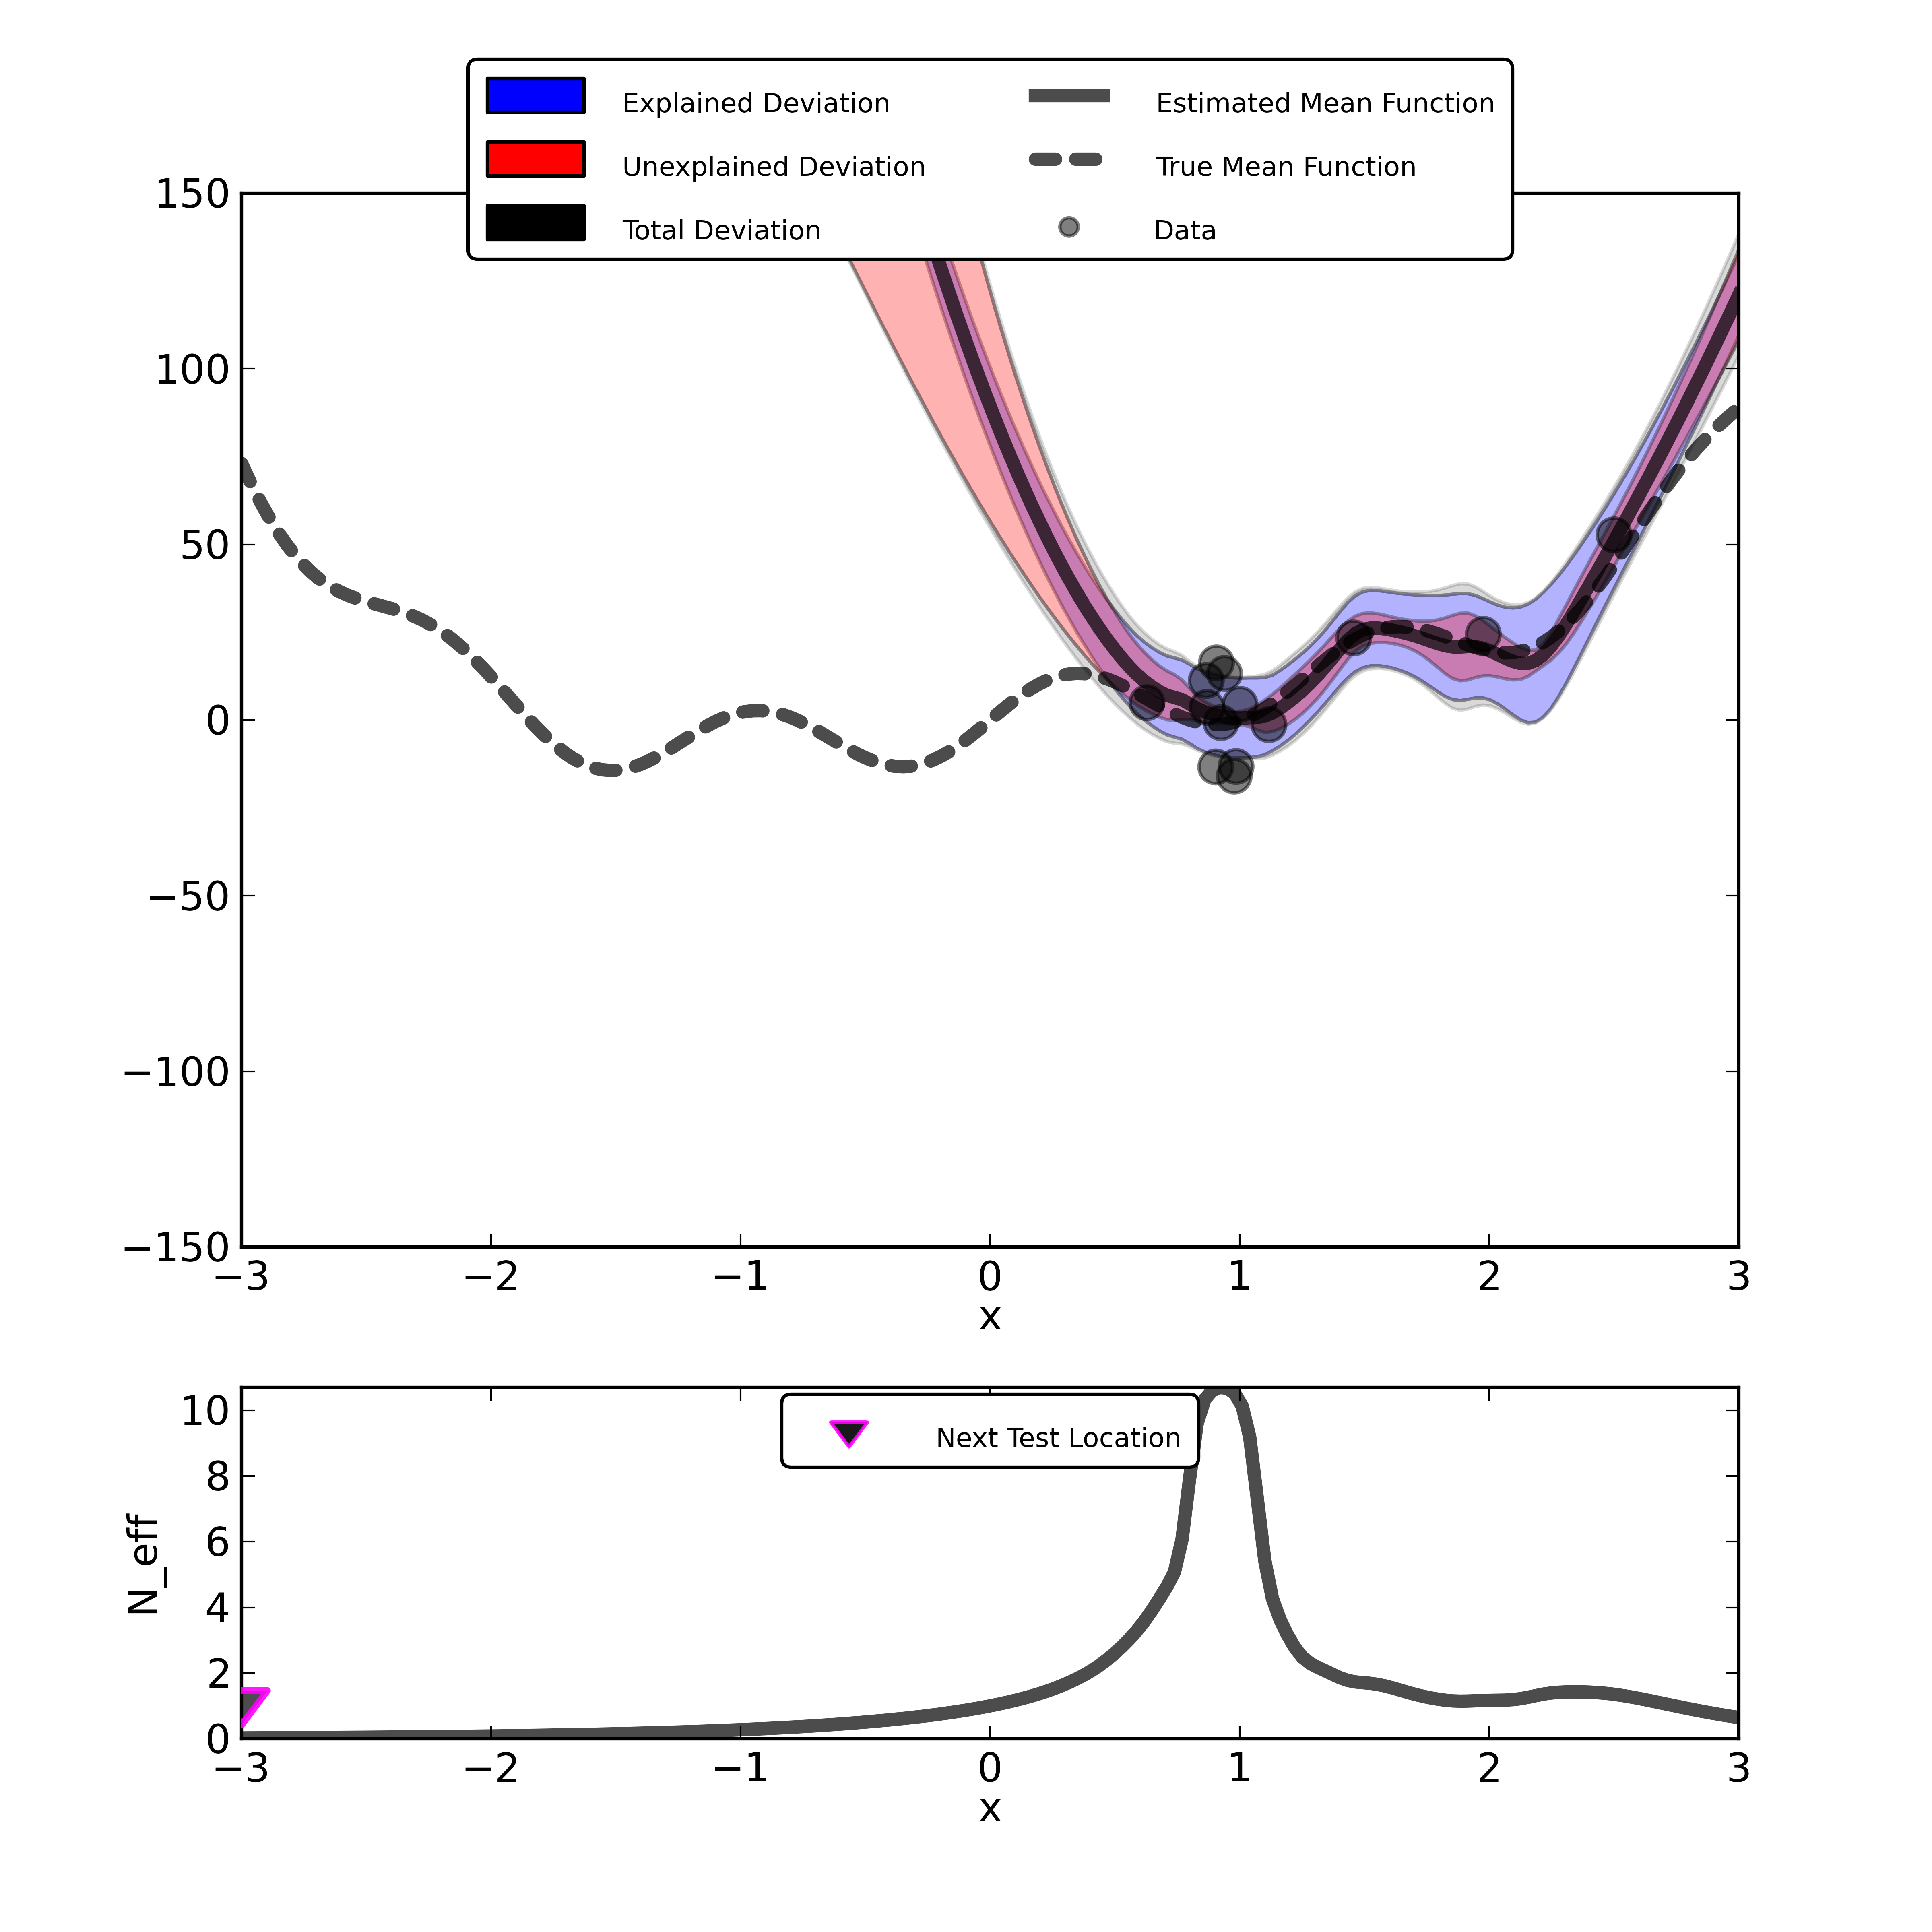 Explained Deviation
Unexplained Deviation
Total Deviation
Estimated Mean Function
True Mean Function
Data
150
100
50
0
−50
−100
−150
−3 −2 −1 0 1 2 3
x
Next Test Location
N_eff
10
8
6
4
2
0
−3 −2 −1 0 1 2 3
x